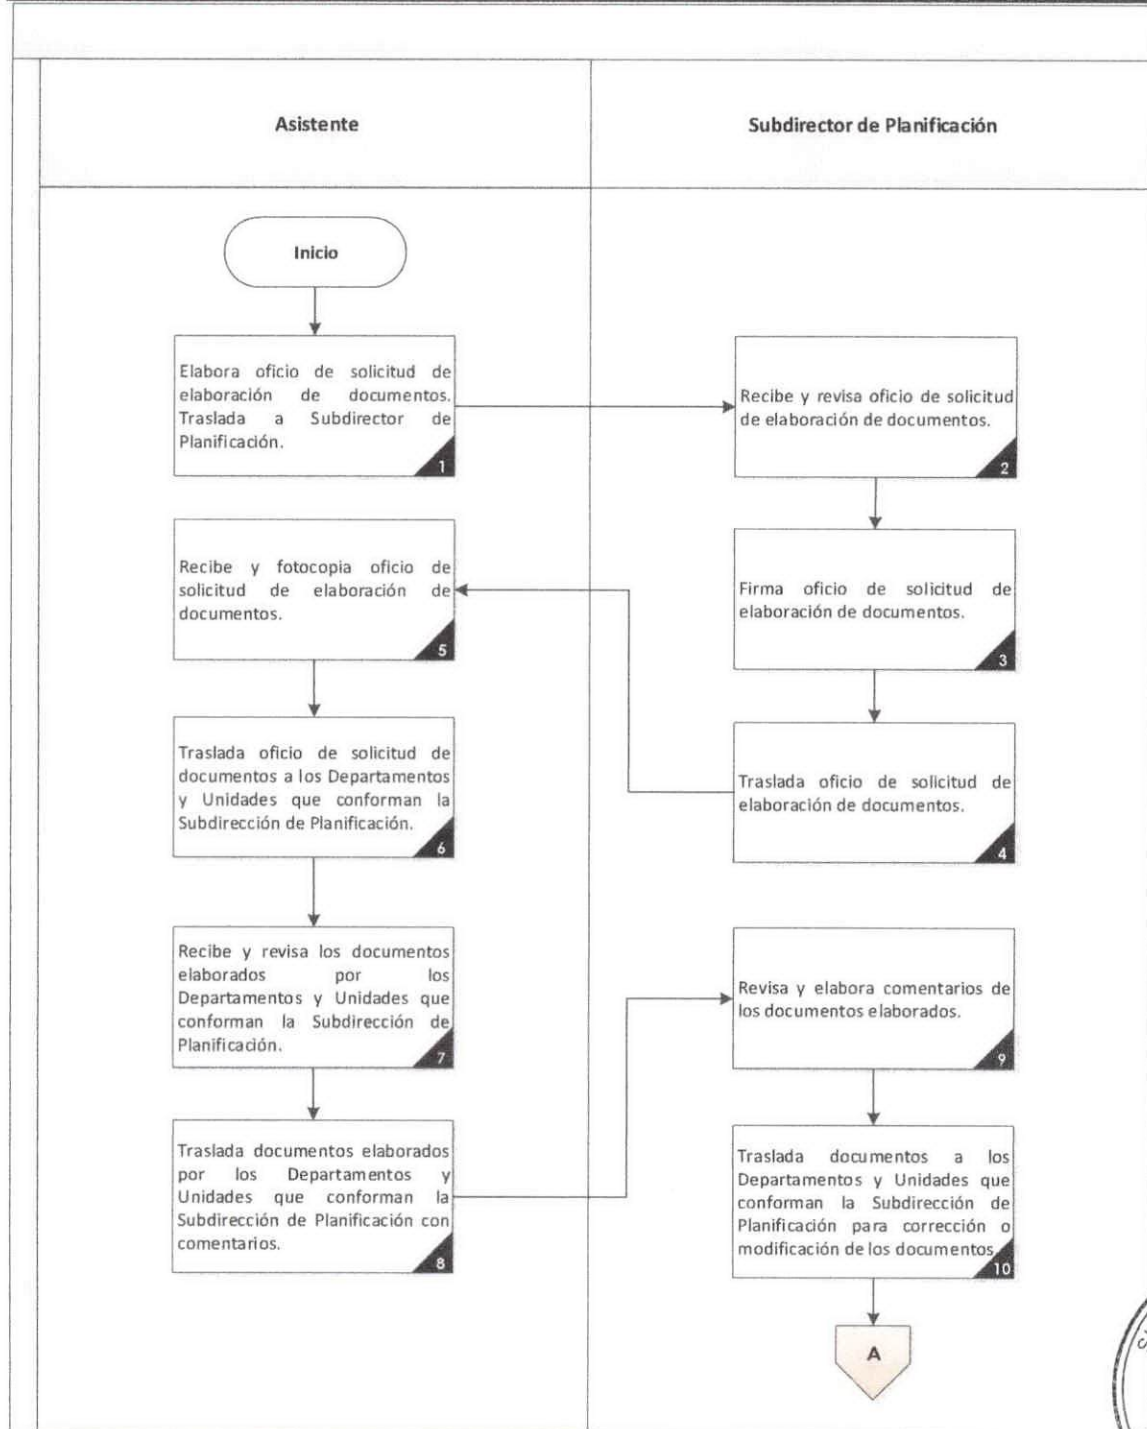 Asistente
Subdirector de Planificación
Inicio
Elabora oficio de solicitud de
elaboración de documentos.
Traslada a Subdirector de
Planificación.
1
Recibe y revisa oficio de solicitud
de elaboración de documentos.
2
Firma oficio de solicitud de
elaboración de documentos.
3
Traslada oficio de solicitud de
elaboración de documentos.
4
Recibe y fotocopia oficio de
solicitud de elaboración de
documentos.
5
Traslada oficio de solicitud de
documentos a los Departamentos
y Unidades que conforman la
Subdirección de Planificación.
6
Recibe y revisa los documentos
elaborados por los
Departamentos y Unidades que
conforman la Subdirección de
Planificación.
7
Traslada documentos elaborados
por los Departamentos y
Unidades que conforman la
Subdirección de Planificación con
comentarios.
8
Revisa y elabora comentarios de
los documentos elaborados.
9
Traslada documentos a los
Departamentos y Unidades que
conforman la Subdirección de
Planificación para corrección o
modificación de los documentos.
10
A